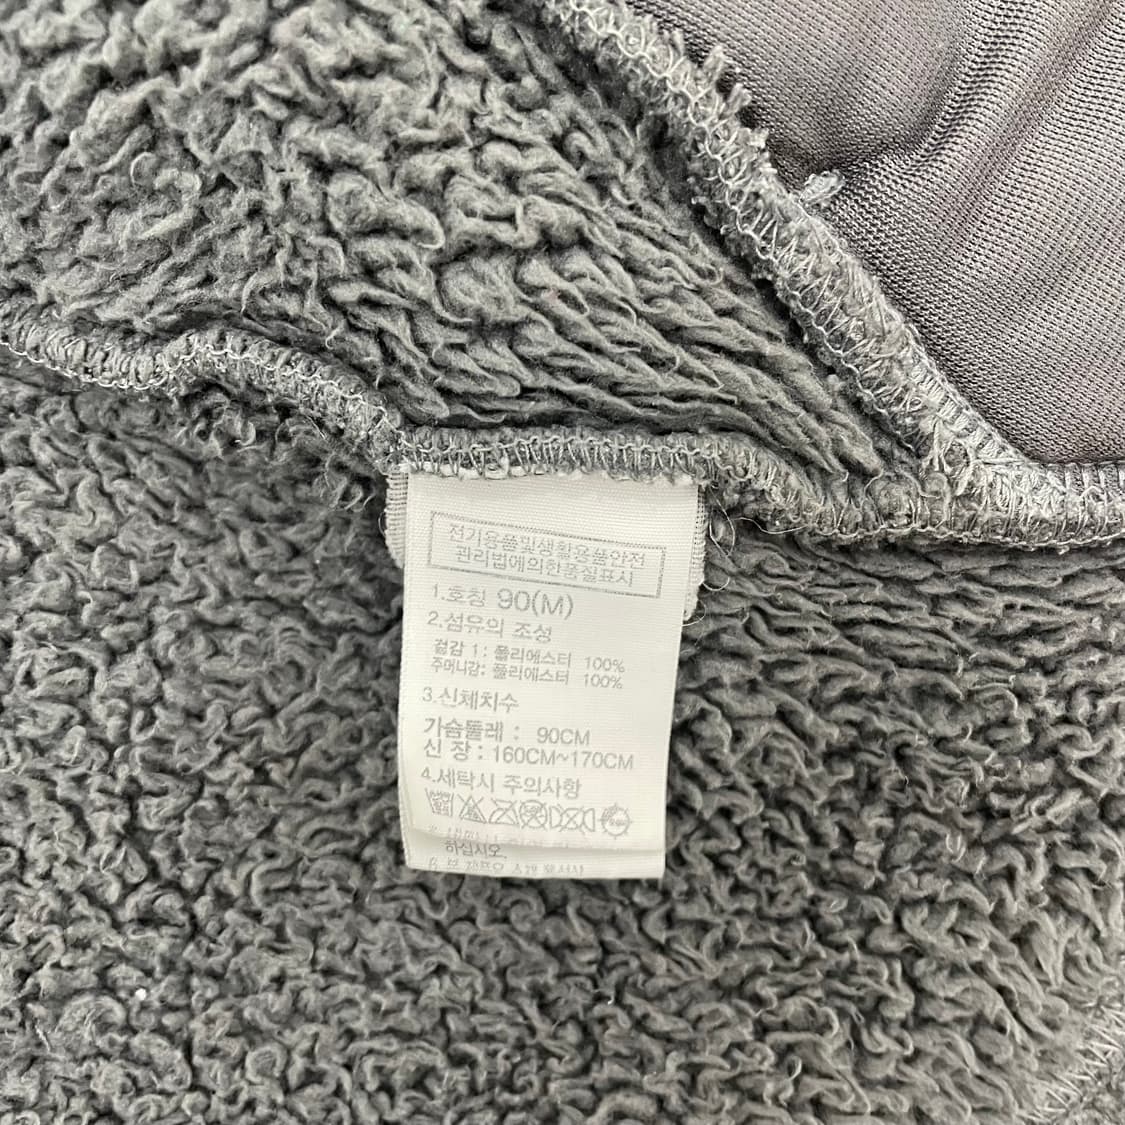 전기용품및생활용품안전
관리법에의한품질표시
1.호칭 90(M)
2.섬유의 조성
겉감 1 : 폴리에스터 100%
주머니감: 폴리에스터 100%
3.신체치수
가슴둘레 : 90CM
신 장 : 160CM~170CM
4.세탁시 주의사항
하십시오.